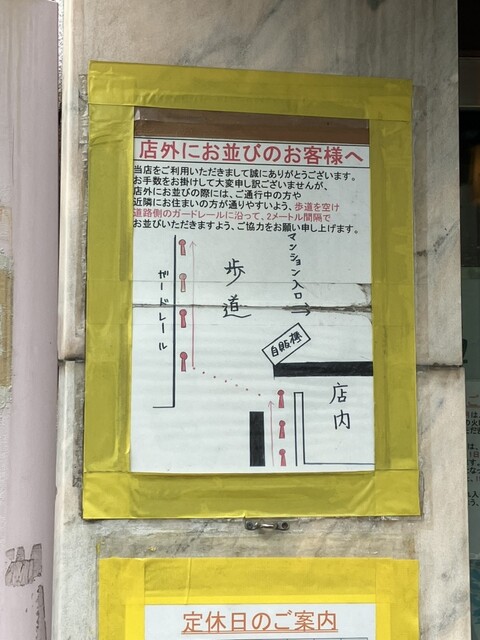 店外にお並びのお客様へ
当店をご利用いただきまして誠にありがとうございます。
お手数をお掛けして大変申し訳ございませんが、
店外にお並びの際には、ご通行中の方や
近隣にお住まいの方が通りやすいよう、歩道を空け
道路側のガードレールに沿って、2メートル間隔で
お並びいただきますよう、ご協力をお願い申し上げます。
マンション入口
歩道
ガードレール
自販機
店内
定休日のご案内